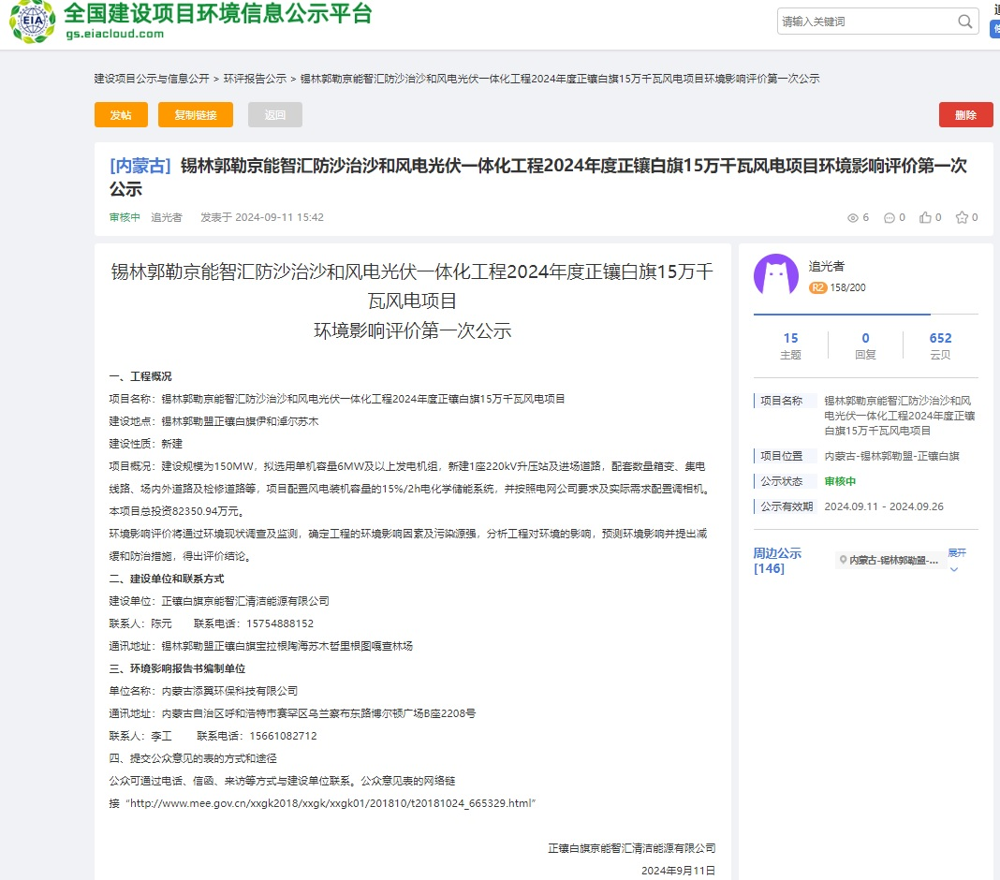 全国建设项目环境信息公示平台
gs.eiacloud.com
请输入关键词
建设项目公示与信息公开 > 环评报告公示 > 锡林郭勒京能智汇防沙治沙和风电光伏一体化工程2024年度正镶白旗15万千瓦风电项目环境影响评价第一次公示
发帖
复制链接
返回
删除
[内蒙古] 锡林郭勒京能智汇防沙治沙和风电光伏一体化工程2024年度正镶白旗15万千瓦风电项目环境影响评价第一次
公示
审核中 追光者 发表于 2024-09-11 15:42
6 0 0 0
锡林郭勒京能智汇防沙治沙和风电光伏一体化工程2024年度正镶白旗15万千
瓦风电项目
环境影响评价第一次公示
一、工程概况
项目名称：锡林郭勒京能智汇防沙治沙和风电光伏一体化工程2024年度正镶白旗15万千瓦风电项目
建设地点：锡林郭勒盟正镶白旗伊和淖尔苏木
建设性质：新建
项目概况：建设规模为150MW，拟选用单机容量6MW及以上发电机组，新建1座220kV升压站及进场道路，配套数量箱变、集电
线路、场内外道路及检修道路等，项目配置风电装机容量的15%/2h电化学储能系统，并按照电网公司要求及实际需求配置调相机。
本项目总投资82350.94万元。
环境影响评价将通过环境现状调查及监测，确定工程的环境影响因素及污染源强，分析工程对环境的影响，预测环境影响并提出减
缓和防治措施，得出评价结论。
二、建设单位和联系方式
建设单位：正镶白旗京能智汇清洁能源有限公司
联系人：陈元 联系电话：15754888152
通讯地址：锡林郭勒盟正镶白旗宝拉根陶海苏木哲里根图嘎查林场
三、环境影响报告书编制单位
单位名称：内蒙古添翼环保科技有限公司
通讯地址：内蒙古自治区呼和浩特市赛罕区乌兰察布东路博尔顿广场B座2208号
联系人：李工 联系电话：15661082712
四、提交公众意见的表的方式和途径
公众可通过电话、信函、来访等方式与建设单位联系。公众意见表的网络链
接“http://www.mee.gov.cn/xxgk2018/xxgk/xxgk01/201810/t20181024_665329.html”
正镶白旗京能智汇清洁能源有限公司
2024年9月11日
追光者
R2 158/200
15 0 652
主题 回复 云贝
项目名称 锡林郭勒京能智汇防沙治沙和风
电光伏一体化工程2024年度正镶
白旗15万千瓦风电项目
项目位置 内蒙古-锡林郭勒盟-正镶白旗
公示状态 审核中
公示有效期 2024.09.11 - 2024.09.26
周边公示
[146]
内蒙古-锡林郭勒盟-...
展开